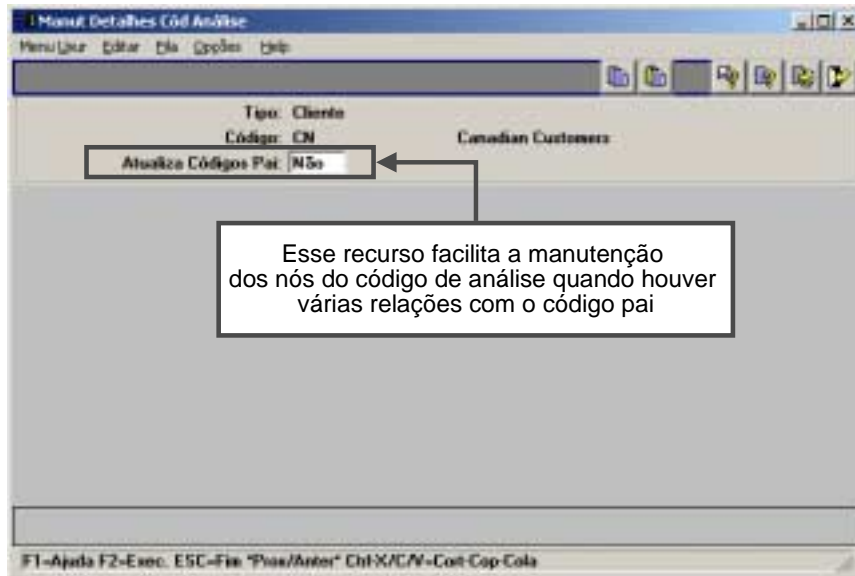 Manut Detalhes Cód Análise
Menu Usur Editar Fila Opções Help
Tipo: Cliente
Código: CN Canadian Customers
Atualiza Códigos Pai: Não
Esse recurso facilita a manutenção
dos nós do código de análise quando houver
várias relações com o código pai
F1=Ajuda F2=Exec. ESC=Fim *Prox/Anter* Ctrl-X/C/V=Cort-Cop-Cola